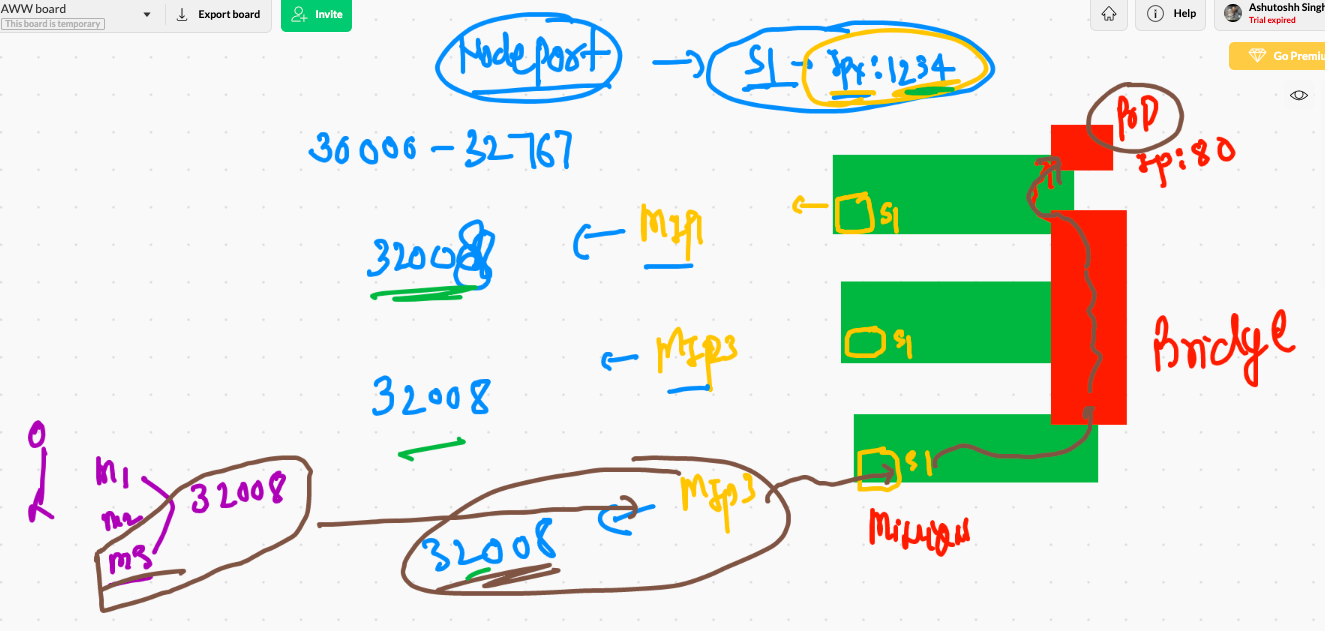 AWW board
This board is temporary
Export board
Invite
Help
Ashutoshh Singh
Trial expired
Go Premiu
Nodeport
S1 - Ipx:1234
POD
Ip:80
30000-32767
32008
MIp1
S1
MIp3
S1
32008
Bridge
M1
m2
m3
32008
32008
MIp3
S1